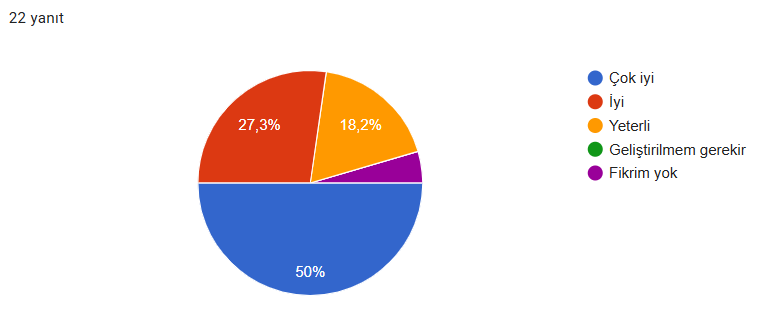 22 yanıt
27,3%
18,2%
50%
Çok iyi
İyi
Yeterli
Geliştirilmem gerekir
Fikrim yok